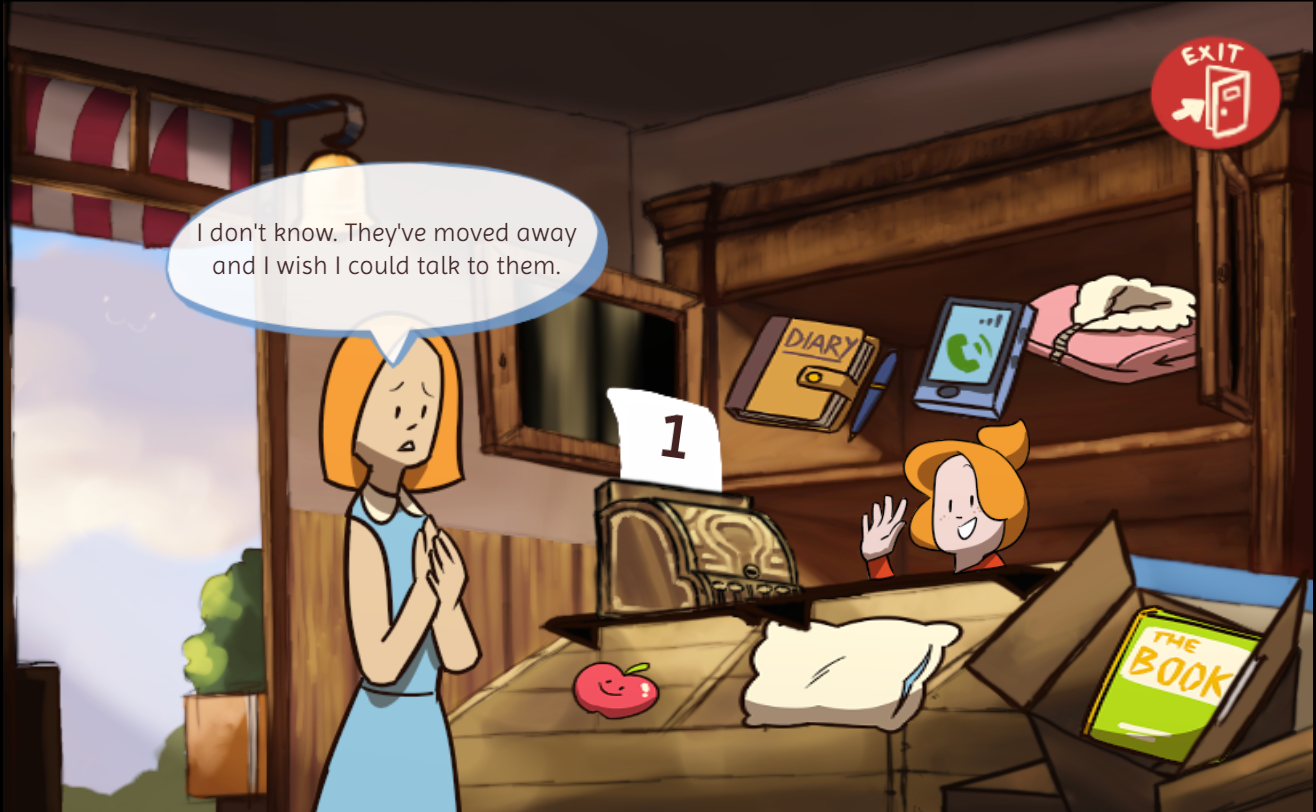 EXIT
I don't know. They've moved away
and I wish I could talk to them.
DIARY
1
THE
BOOK